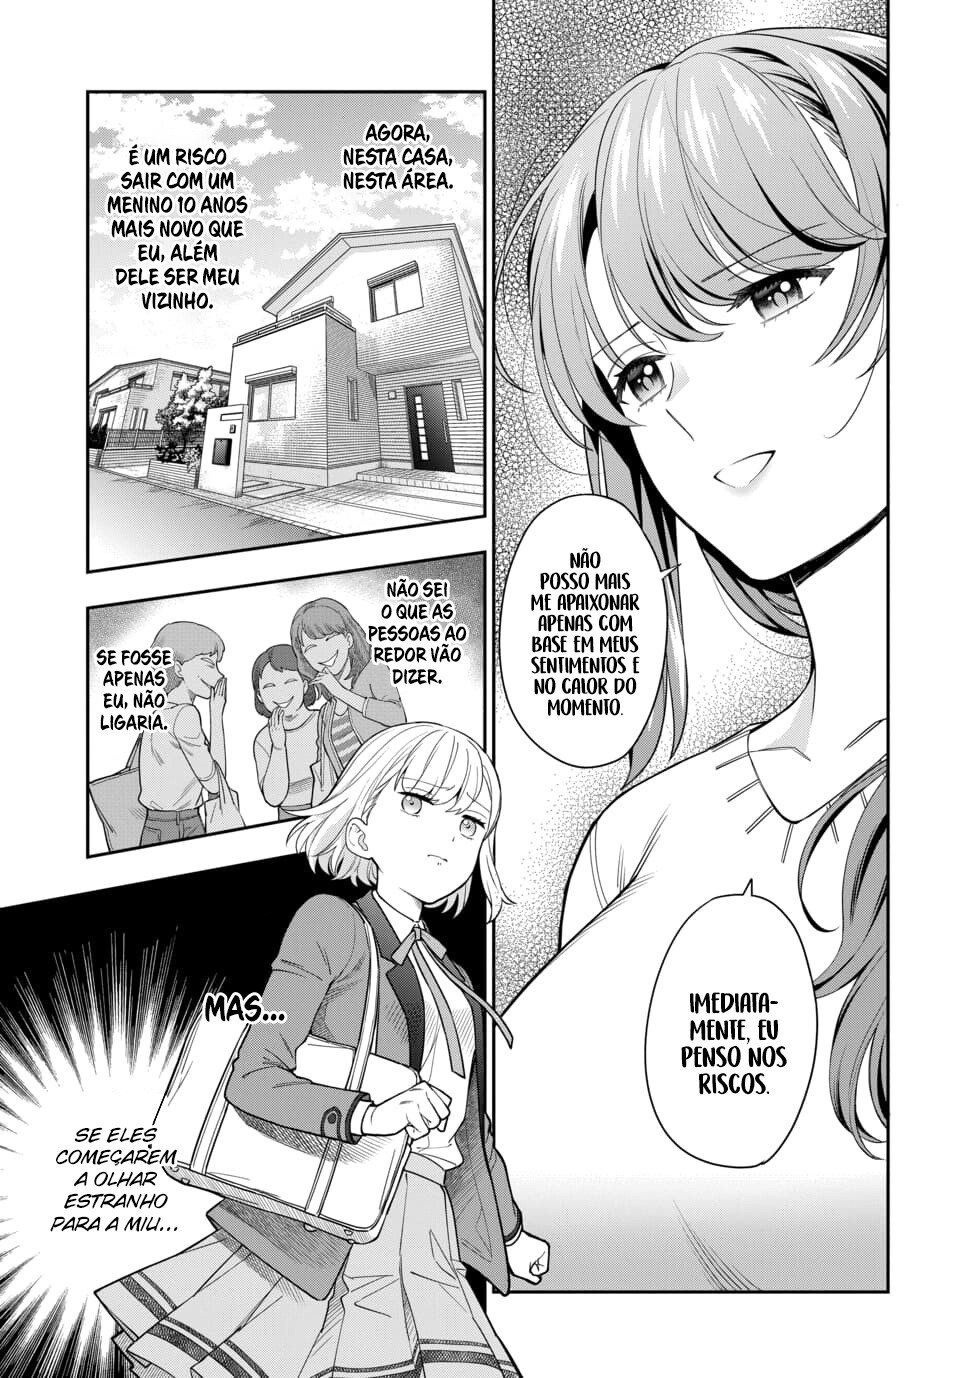 NÃO
POSSO MAIS
ME APAIXONAR
APENAS COM
BASE EM MEUS
SENTIMENTOS E
NO CALOR DO
MOMENTO.
IMEDIATA-
MENTE, EU
PENSO NOS
RISCOS.
AGORA,
NESTA CASA,
NESTA ÁREA.
É UM RISCO
SAIR COM UM
MENINO 10 ANOS
MAIS NOVO QUE
EU, ALÉM
DELE SER MEU
VIZINHO.
NÃO SEI
O QUE AS
PESSOAS AO
REDOR VÃO
DIZER.
SE FOSSE
APENAS
EU, NÃO
LIGARIA.
MAS...
SE ELES
COMEÇAREM
A OLHAR
ESTRANHO
PARA A MIU...